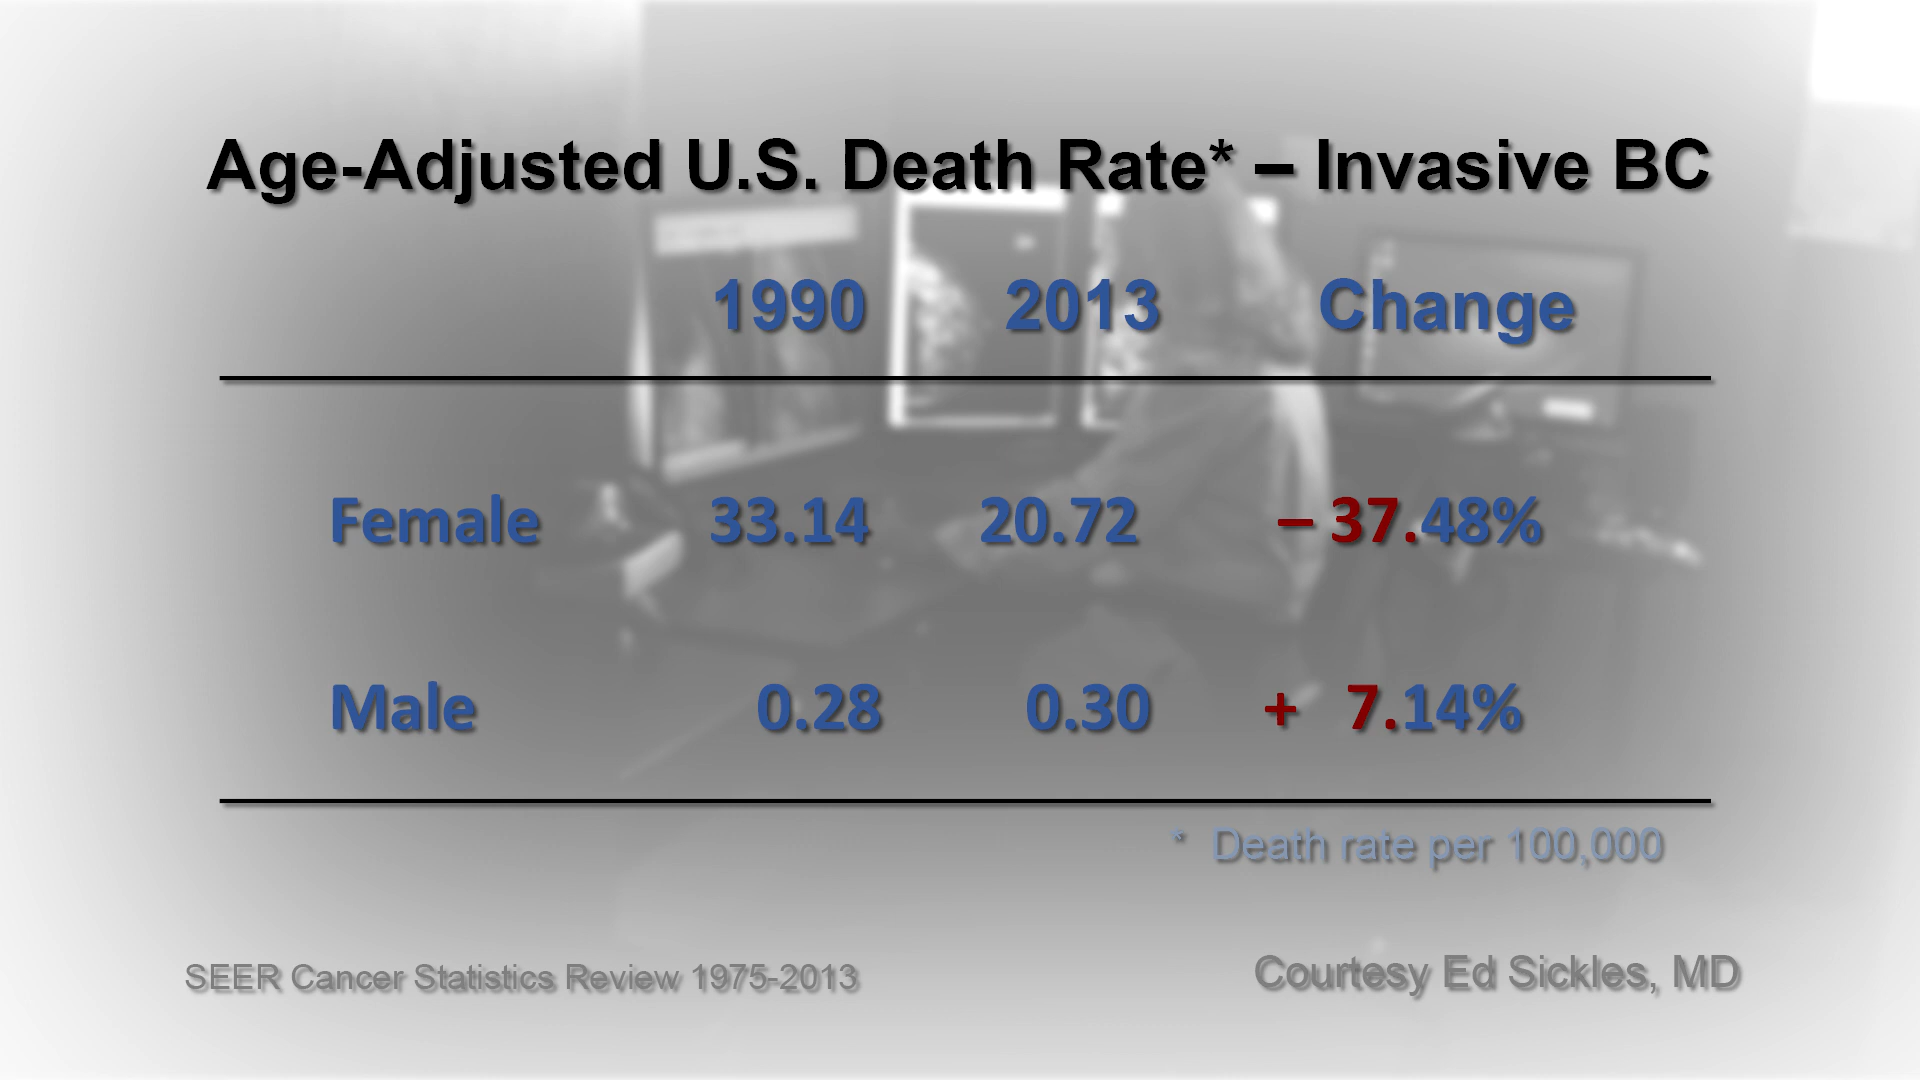 Age-Adjusted U.S. Death Rate* – Invasive BC
1990 2013 Change
Female 33.14 20.72 – 37.48%
Male 0.28 0.30 + 7.14%
* Death rate per 100,000
SEER Cancer Statistics Review 1975-2013
Courtesy Ed Sickles, MD